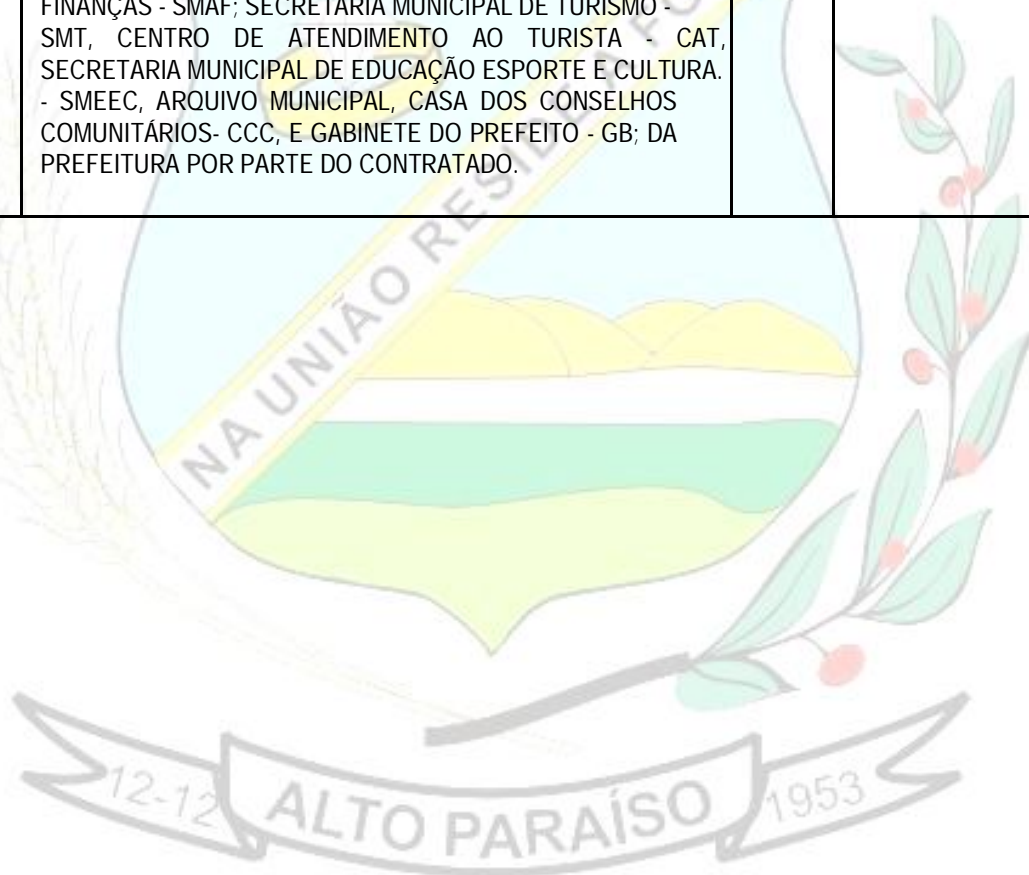 FINANÇAS - SMAF; SECRETARIA MUNICIPAL DE TURISMO -
SMT, CENTRO DE ATENDIMENTO AO TURISTA - CAT,
SECRETARIA MUNICIPAL DE EDUCAÇÃO ESPORTE E CULTURA.
- SMEEC, ARQUIVO MUNICIPAL, CASA DOS CONSELHOS
COMUNITÁRIOS- CCC, E GABINETE DO PREFEITO - GB; DA
PREFEITURA POR PARTE DO CONTRATADO.
NA UNIÃO RESIDE A FO
12-12 ALTO PARAÍSO 1953